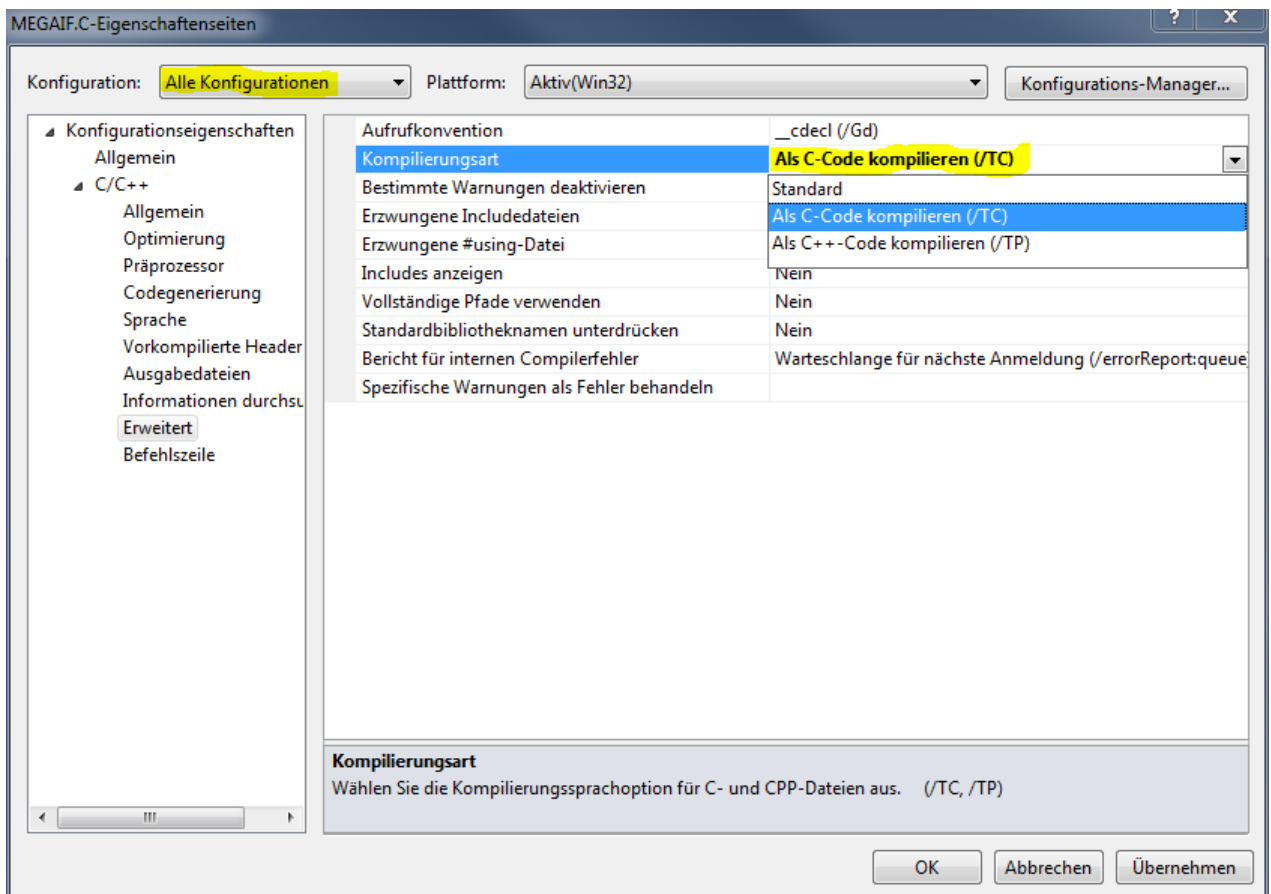 MEGAIF.C-Eigenschaftenseiten
? X
Konfiguration: Alle Konfigurationen Plattform: Aktiv(Win32) Konfigurations-Manager...
Konfigurationseigenschaften
Allgemein
C/C++
Allgemein
Optimierung
Präprozessor
Codegenerierung
Sprache
Vorkompilierte Header
Ausgabedateien
Informationen durchsu
Erweitert
Befehlszeile
Aufrufkonvention __cdecl (/Gd)
Kompilierungsart Als C-Code kompilieren (/TC)
Bestimmte Warnungen deaktivieren Standard
Erzwungene Includedateien Als C-Code kompilieren (/TC)
Erzwungene #using-Datei Als C++-Code kompilieren (/TP)
Includes anzeigen Nein
Vollständige Pfade verwenden Nein
Standardbibliotheknamen unterdrücken Nein
Bericht für internen Compilerfehler Warteschlange für nächste Anmeldung (/errorReport:queue)
Spezifische Warnungen als Fehler behandeln
Kompilierungsart
Wählen Sie die Kompilierungssprachoption für C- und CPP-Dateien aus. (/TC, /TP)
OK Abbrechen Übernehmen